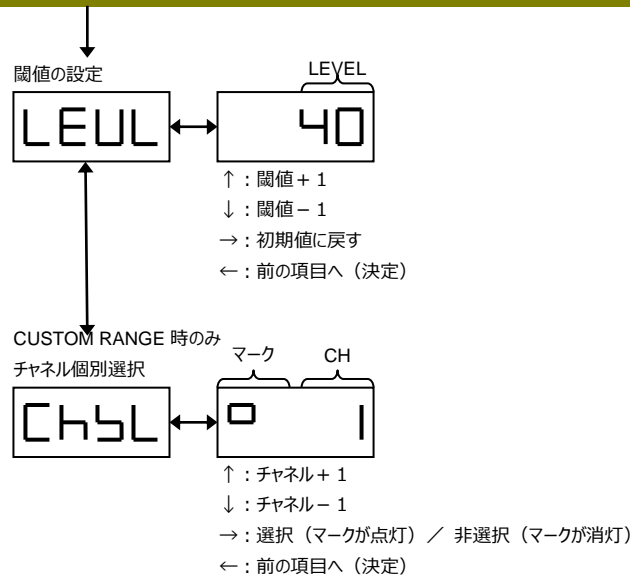 閾値の設定
LEVEL
LEUL
40
↑：閾値＋1
↓：閾値－1
→：初期値に戻す
←：前の項目へ（決定）
CUSTOM RANGE 時のみ
チャネル個別選択
マーク CH
ChSL
o 1
↑：チャネル＋1
↓：チャネル－1
→：選択（マークが点灯）／ 非選択（マークが消灯）
←：前の項目へ（決定）